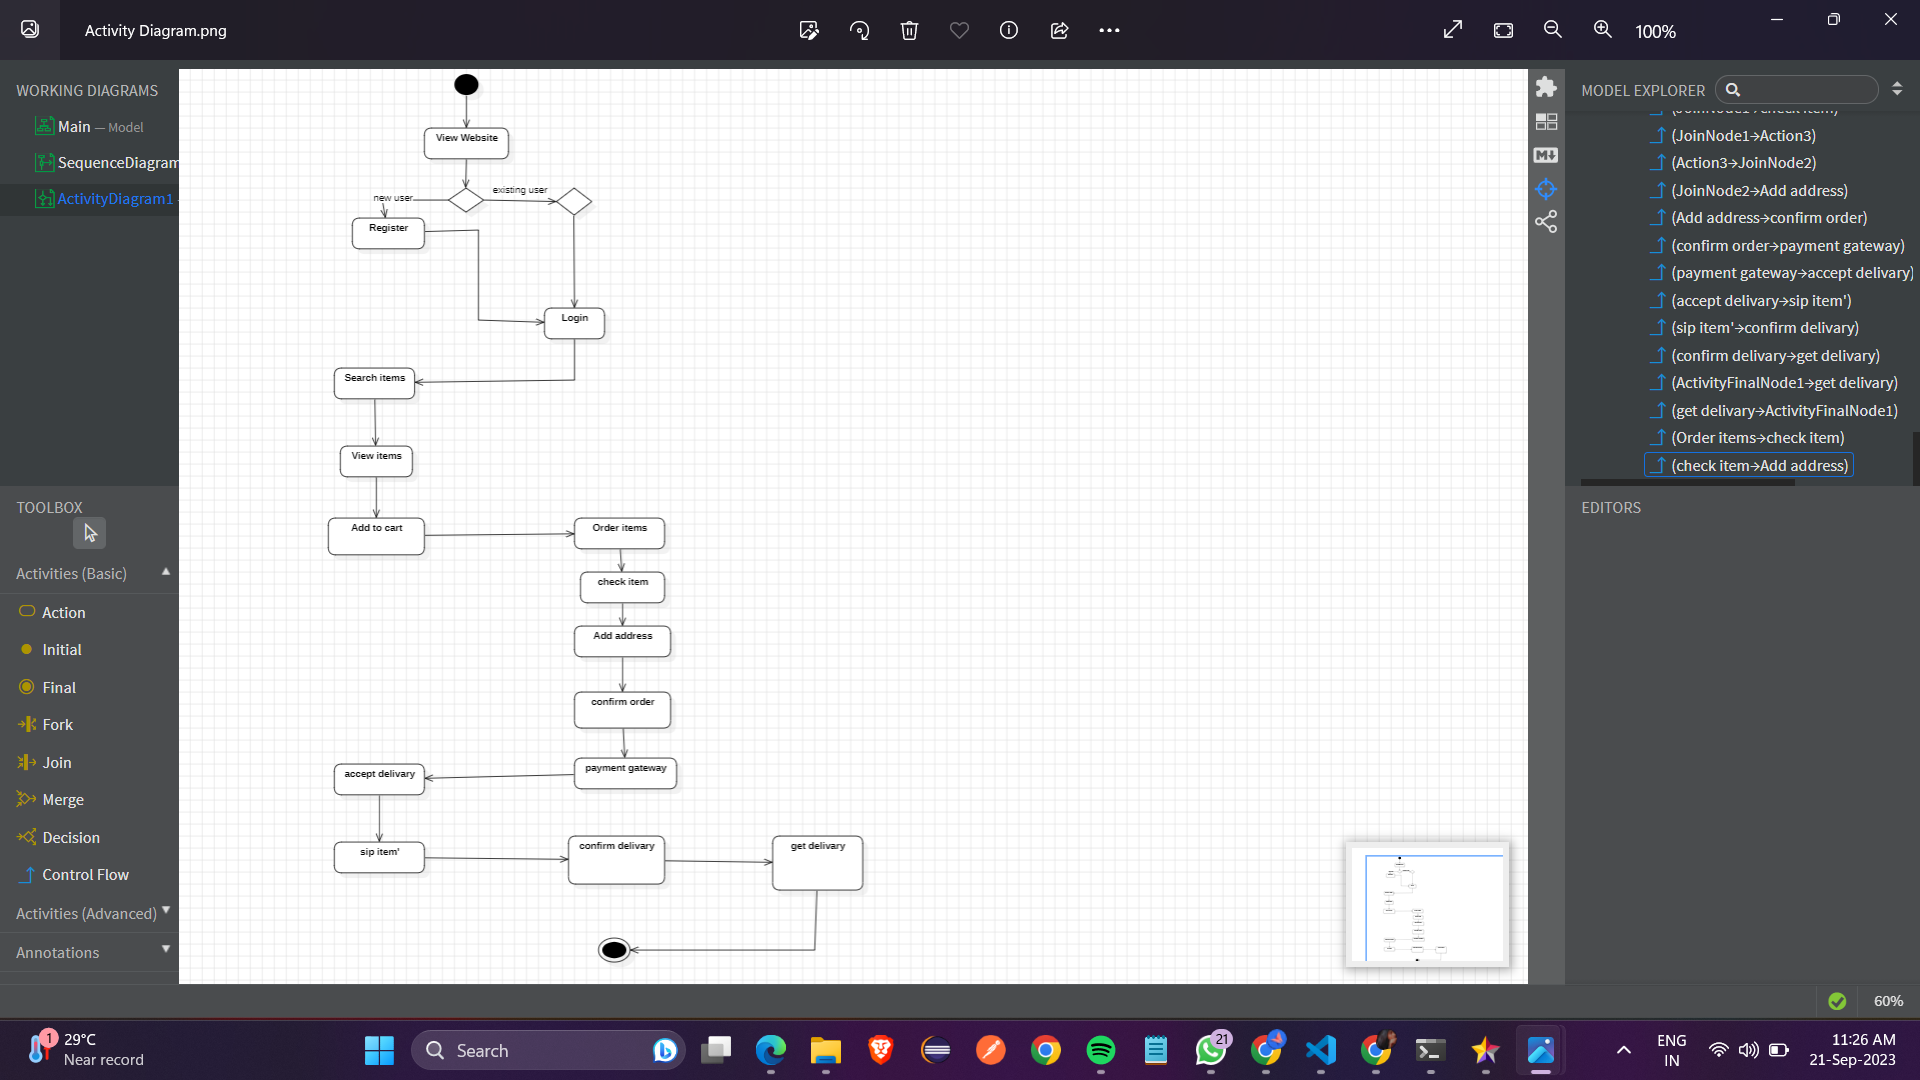 Activity Diagram.png
100%
WORKING DIAGRAMS
Main — Model
SequenceDiagram
ActivityDiagram1
TOOLBOX
Activities (Basic)
Action
Initial
Final
Fork
Join
Merge
Decision
Control Flow
Activities (Advanced)
Annotations
View Website
existing user
new user
Register
Login
Search items
View items
Add to cart
Order items
check item
Add address
confirm order
payment gateway
accept delivary
sip item'
confirm delivary
get delivary
MODEL EXPLORER
(JoinNode1→check item)
(JoinNode1→Action3)
(Action3→JoinNode2)
(JoinNode2→Add address)
(Add address→confirm order)
(confirm order→payment gateway)
(payment gateway→accept delivary)
(accept delivary→sip item')
(sip item'→confirm delivary)
(confirm delivary→get delivary)
(ActivityFinalNode1→get delivary)
(get delivary→ActivityFinalNode1)
(Order items→check item)
(check item→Add address)
EDITORS
60%
1
29°C
Near record
Search
21
ENG
IN
11:26 AM
21-Sep-2023